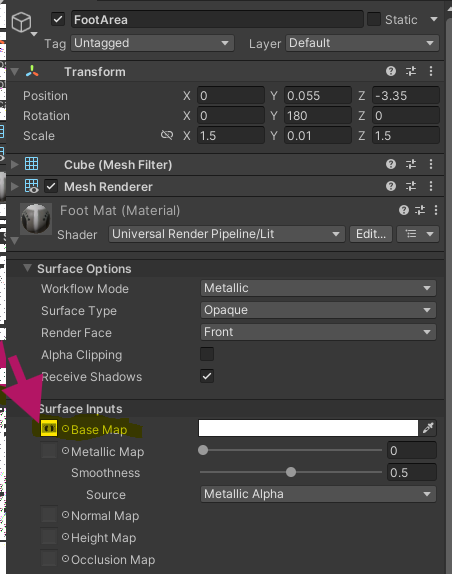 FootArea Static
Tag Untagged Layer Default
Transform
Position X 0 Y 0.055 Z -3.35
Rotation X 0 Y 180 Z 0
Scale X 1.5 Y 0.01 Z 1.5
Cube (Mesh Filter)
Mesh Renderer
Foot Mat (Material)
Shader Universal Render Pipeline/Lit Edit...
Surface Options
Workflow Mode Metallic
Surface Type Opaque
Render Face Front
Alpha Clipping
Receive Shadows
Surface Inputs
Base Map
Metallic Map 0
Smoothness 0.5
Source Metallic Alpha
Normal Map
Height Map
Occlusion Map